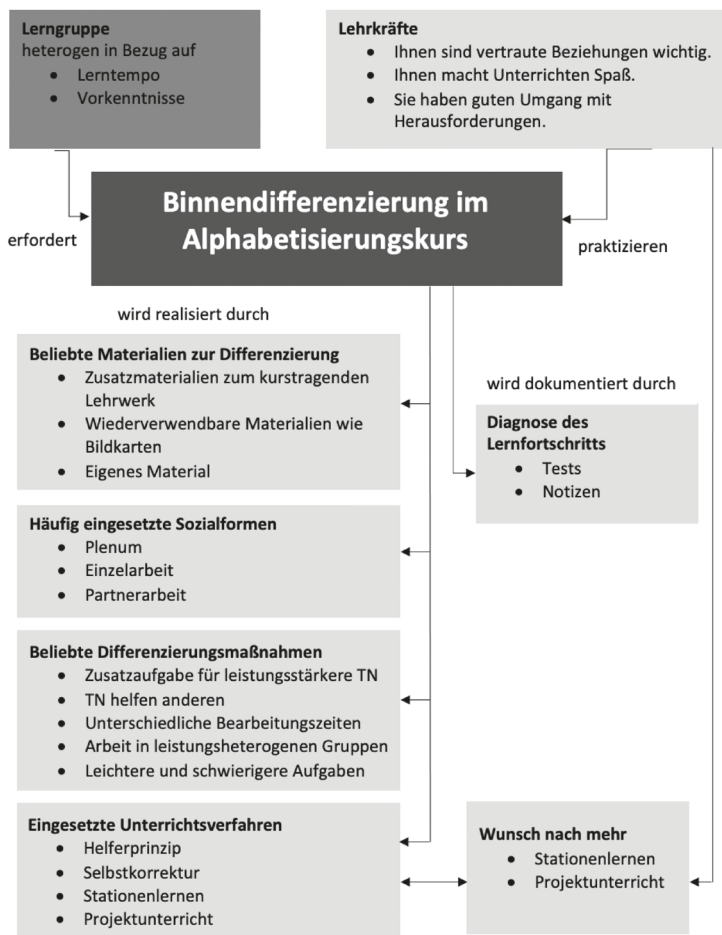 Lerngruppe
heterogen in Bezug auf
• Lerntempo
• Vorkenntnisse
Lehrkräfte
• Ihnen sind vertraute Beziehungen wichtig.
• Ihnen macht Unterrichten Spaß.
• Sie haben guten Umgang mit
Herausforderungen.
Binnendifferenzierung im
Alphabetisierungskurs
erfordert
praktizieren
wird realisiert durch
Beliebte Materialien zur Differenzierung
• Zusatzmaterialien zum kurstragenden
Lehrwerk
• Wiederverwendbare Materialien wie
Bildkarten
• Eigenes Material
wird dokumentiert durch
Diagnose des
Lernfortschritts
• Tests
• Notizen
Häufig eingesetzte Sozialformen
• Plenum
• Einzelarbeit
• Partnerarbeit
Beliebte Differenzierungsmaßnahmen
• Zusatzaufgabe für leistungsstärkere TN
• TN helfen anderen
• Unterschiedliche Bearbeitungszeiten
• Arbeit in leistungsheterogenen Gruppen
• Leichtere und schwierigere Aufgaben
Eingesetzte Unterrichtsverfahren
• Helferprinzip
• Selbstkorrektur
• Stationenlernen
• Projektunterricht
Wunsch nach mehr
• Stationenlernen
• Projektunterricht